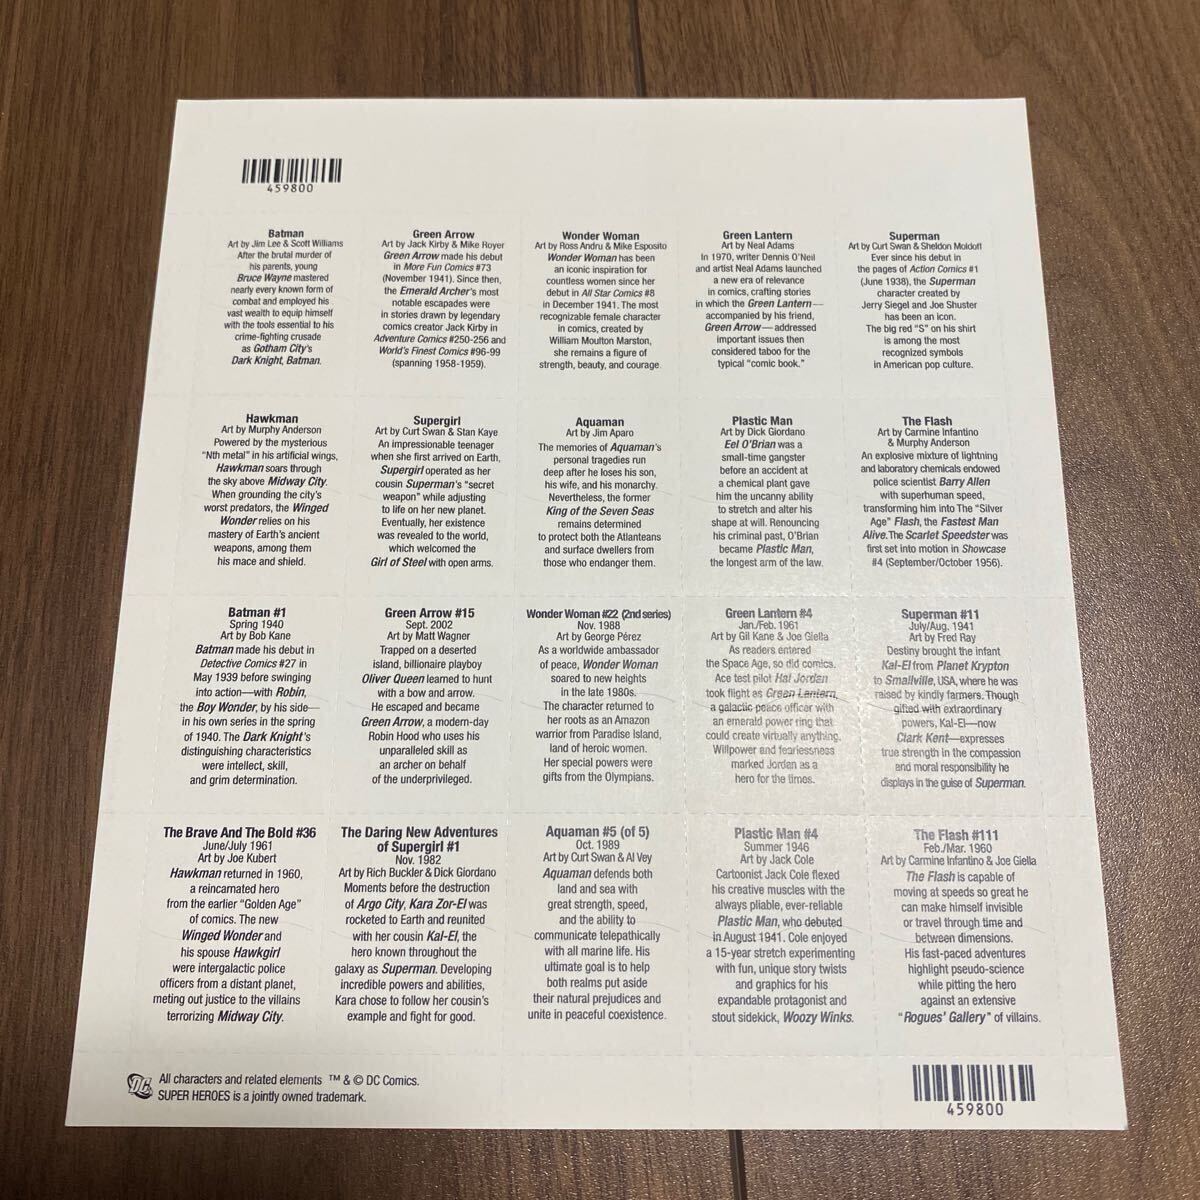 459800
Batman
Art by Jim Lee & Scott Williams
After the brutal murder of
his parents, young
Bruce Wayne mastered
nearly every known form of
combat and employed his
vast wealth to equip himself
with the tools essential to his
crime-fighting crusade
as Gotham City's
Dark Knight, Batman.
Green Arrow
Art by Jack Kirby & Mike Royer
Green Arrow made his debut
in More Fun Comics #73
(November 1941). Since then,
the Emerald Archer's most
notable escapades were
in stories drawn by legendary
comics creator Jack Kirby in
Adventure Comics #250-256 and
World's Finest Comics #96-99
(spanning 1958-1959).
Wonder Woman
Art by Ross Andru & Mike Esposito
Wonder Woman has been
an iconic inspiration for
countless women since her
debut in All Star Comics #8
in December 1941. The most
recognizable female character
in comics, created by
William Moulton Marston,
she remains a figure of
strength, beauty, and courage.
Green Lantern
Art by Neal Adams
In 1970, writer Dennis O'Neil
and artist Neal Adams launched
a new era of relevance
in comics, crafting stories
in which the Green Lantern—
accompanied by his friend,
Green Arrow—addressed
important issues then
considered taboo for the
typical “comic book.”
Superman
Art by Curt Swan & Sheldon Moldoff
Ever since his debut in
the pages of Action Comics #1
(June 1938), the Superman
character created by
Jerry Siegel and Joe Shuster
has been an icon.
The big red “S” on his shirt
is among the most
recognized symbols
in American pop culture.
Hawkman
Art by Murphy Anderson
Powered by the mysterious
“Nth metal” in his artificial wings,
Hawkman soars through
the sky above Midway City.
When grounding the city's
worst predators, the Winged
Wonder relies on his
mastery of Earth's ancient
weapons, among them
his mace and shield.
Supergirl
Art by Curt Swan & Stan Kaye
An impressionable teenager
when she first arrived on Earth,
Supergirl operated as her
cousin Superman's “secret
weapon” while adjusting
to life on her new planet.
Eventually, her existence
was revealed to the world,
which welcomed the
Girl of Steel with open arms.
Aquaman
Art by Jim Aparo
The memories of Aquaman's
personal tragedies run
deep after he loses his son,
his wife, and his monarchy.
Nevertheless, the former
King of the Seven Seas
remains determined
to protect both the Atlanteans
and surface dwellers from
those who endanger them.
Plastic Man
Art by Dick Giordano
Eel O'Brian was a
small-time gangster
before an accident at
a chemical plant gave
him the uncanny ability
to stretch and alter his
shape at will. Renouncing
his criminal past, O'Brian
became Plastic Man,
the longest arm of the law.
The Flash
Art by Carmine Infantino
& Murphy Anderson
An explosive mixture of lightning
and laboratory chemicals endowed
police scientist Barry Allen
with superhuman speed,
transforming him into The “Silver
Age” Flash, the Fastest Man
Alive. The Scarlet Speedster was
first set into motion in Showcase
#4 (September/October 1956).
Batman #1
Spring 1940
Art by Bob Kane
Batman made his debut in
Detective Comics #27 in
May 1939 before swinging
into action—with Robin,
the Boy Wonder, by his side—
in his own series in the spring
of 1940. The Dark Knight's
distinguishing characteristics
were intellect, skill,
and grim determination.
Green Arrow #15
Sept. 2002
Art by Matt Wagner
Trapped on a deserted
island, billionaire playboy
Oliver Queen learned to hunt
with a bow and arrow.
He escaped and became
Green Arrow, a modern-day
Robin Hood who uses his
unparalleled skill as
an archer on behalf
of the underprivileged.
Wonder Woman #22 (2nd series)
Nov. 1988
Art by George Pérez
As a worldwide ambassador
of peace, Wonder Woman
soared to new heights
in the late 1980s.
The character returned to
her roots as an Amazon
warrior from Paradise Island,
land of heroic women.
Her special powers were
gifts from the Olympians.
Green Lantern #4
Jan./Feb. 1961
Art by Gil Kane & Joe Giella
As readers entered
the Space Age, so did comics.
Ace test pilot Hal Jordan
took flight as Green Lantern,
a galactic peace officer with
an emerald power ring that
could create virtually anything.
Willpower and fearlessness
marked Jordan as a
hero for the times.
Superman #11
July/Aug. 1941
Art by Fred Ray
Destiny brought the infant
Kal-El from Planet Krypton
to Smallville, USA, where he was
raised by kindly farmers. Though
gifted with extraordinary
powers, Kal-El—now
Clark Kent—expresses
true strength in the compassion
and moral responsibility he
displays in the guise of Superman.
The Brave And The Bold #36
June/July 1961
Art by Joe Kubert
Hawkman returned in 1960,
a reincarnated hero
from the earlier “Golden Age”
of comics. The new
Winged Wonder and
his spouse Hawkgirl
were intergalactic police
officers from a distant planet,
meting out justice to the villains
terrorizing Midway City.
The Daring New Adventures
of Supergirl #1
Nov. 1982
Art by Rich Buckler & Dick Giordano
Moments before the destruction
of Argo City, Kara Zor-El was
rocketed to Earth and reunited
with her cousin Kal-El, the
hero known throughout the
galaxy as Superman. Developing
incredible powers and abilities,
Kara chose to follow her cousin's
example and fight for good.
Aquaman #5 (of 5)
Oct. 1989
Art by Curt Swan & Al Vey
Aquaman defends both
land and sea with
great strength, speed,
and the ability to
communicate telepathically
with all marine life. His
ultimate goal is to help
both realms put aside
their natural prejudices and
unite in peaceful coexistence.
Plastic Man #4
Summer 1946
Art by Jack Cole
Cartoonist Jack Cole flexed
his creative muscles with the
always pliable, ever-reliable
Plastic Man, who debuted
in August 1941. Cole enjoyed
a 15-year stretch experimenting
with fun, unique story twists
and graphics for his
expandable protagonist and
stout sidekick, Woozy Winks.
The Flash #111
Feb./Mar. 1960
Art by Carmine Infantino & Joe Giella
The Flash is capable of
moving at speeds so great he
can make himself invisible
or travel through time and
between dimensions.
His fast-paced adventures
highlight pseudo-science
while pitting the hero
against an extensive
“Rogues' Gallery” of villains.
DC
All characters and related elements ™ & © DC Comics.
SUPER HEROES is a jointly owned trademark.
459800